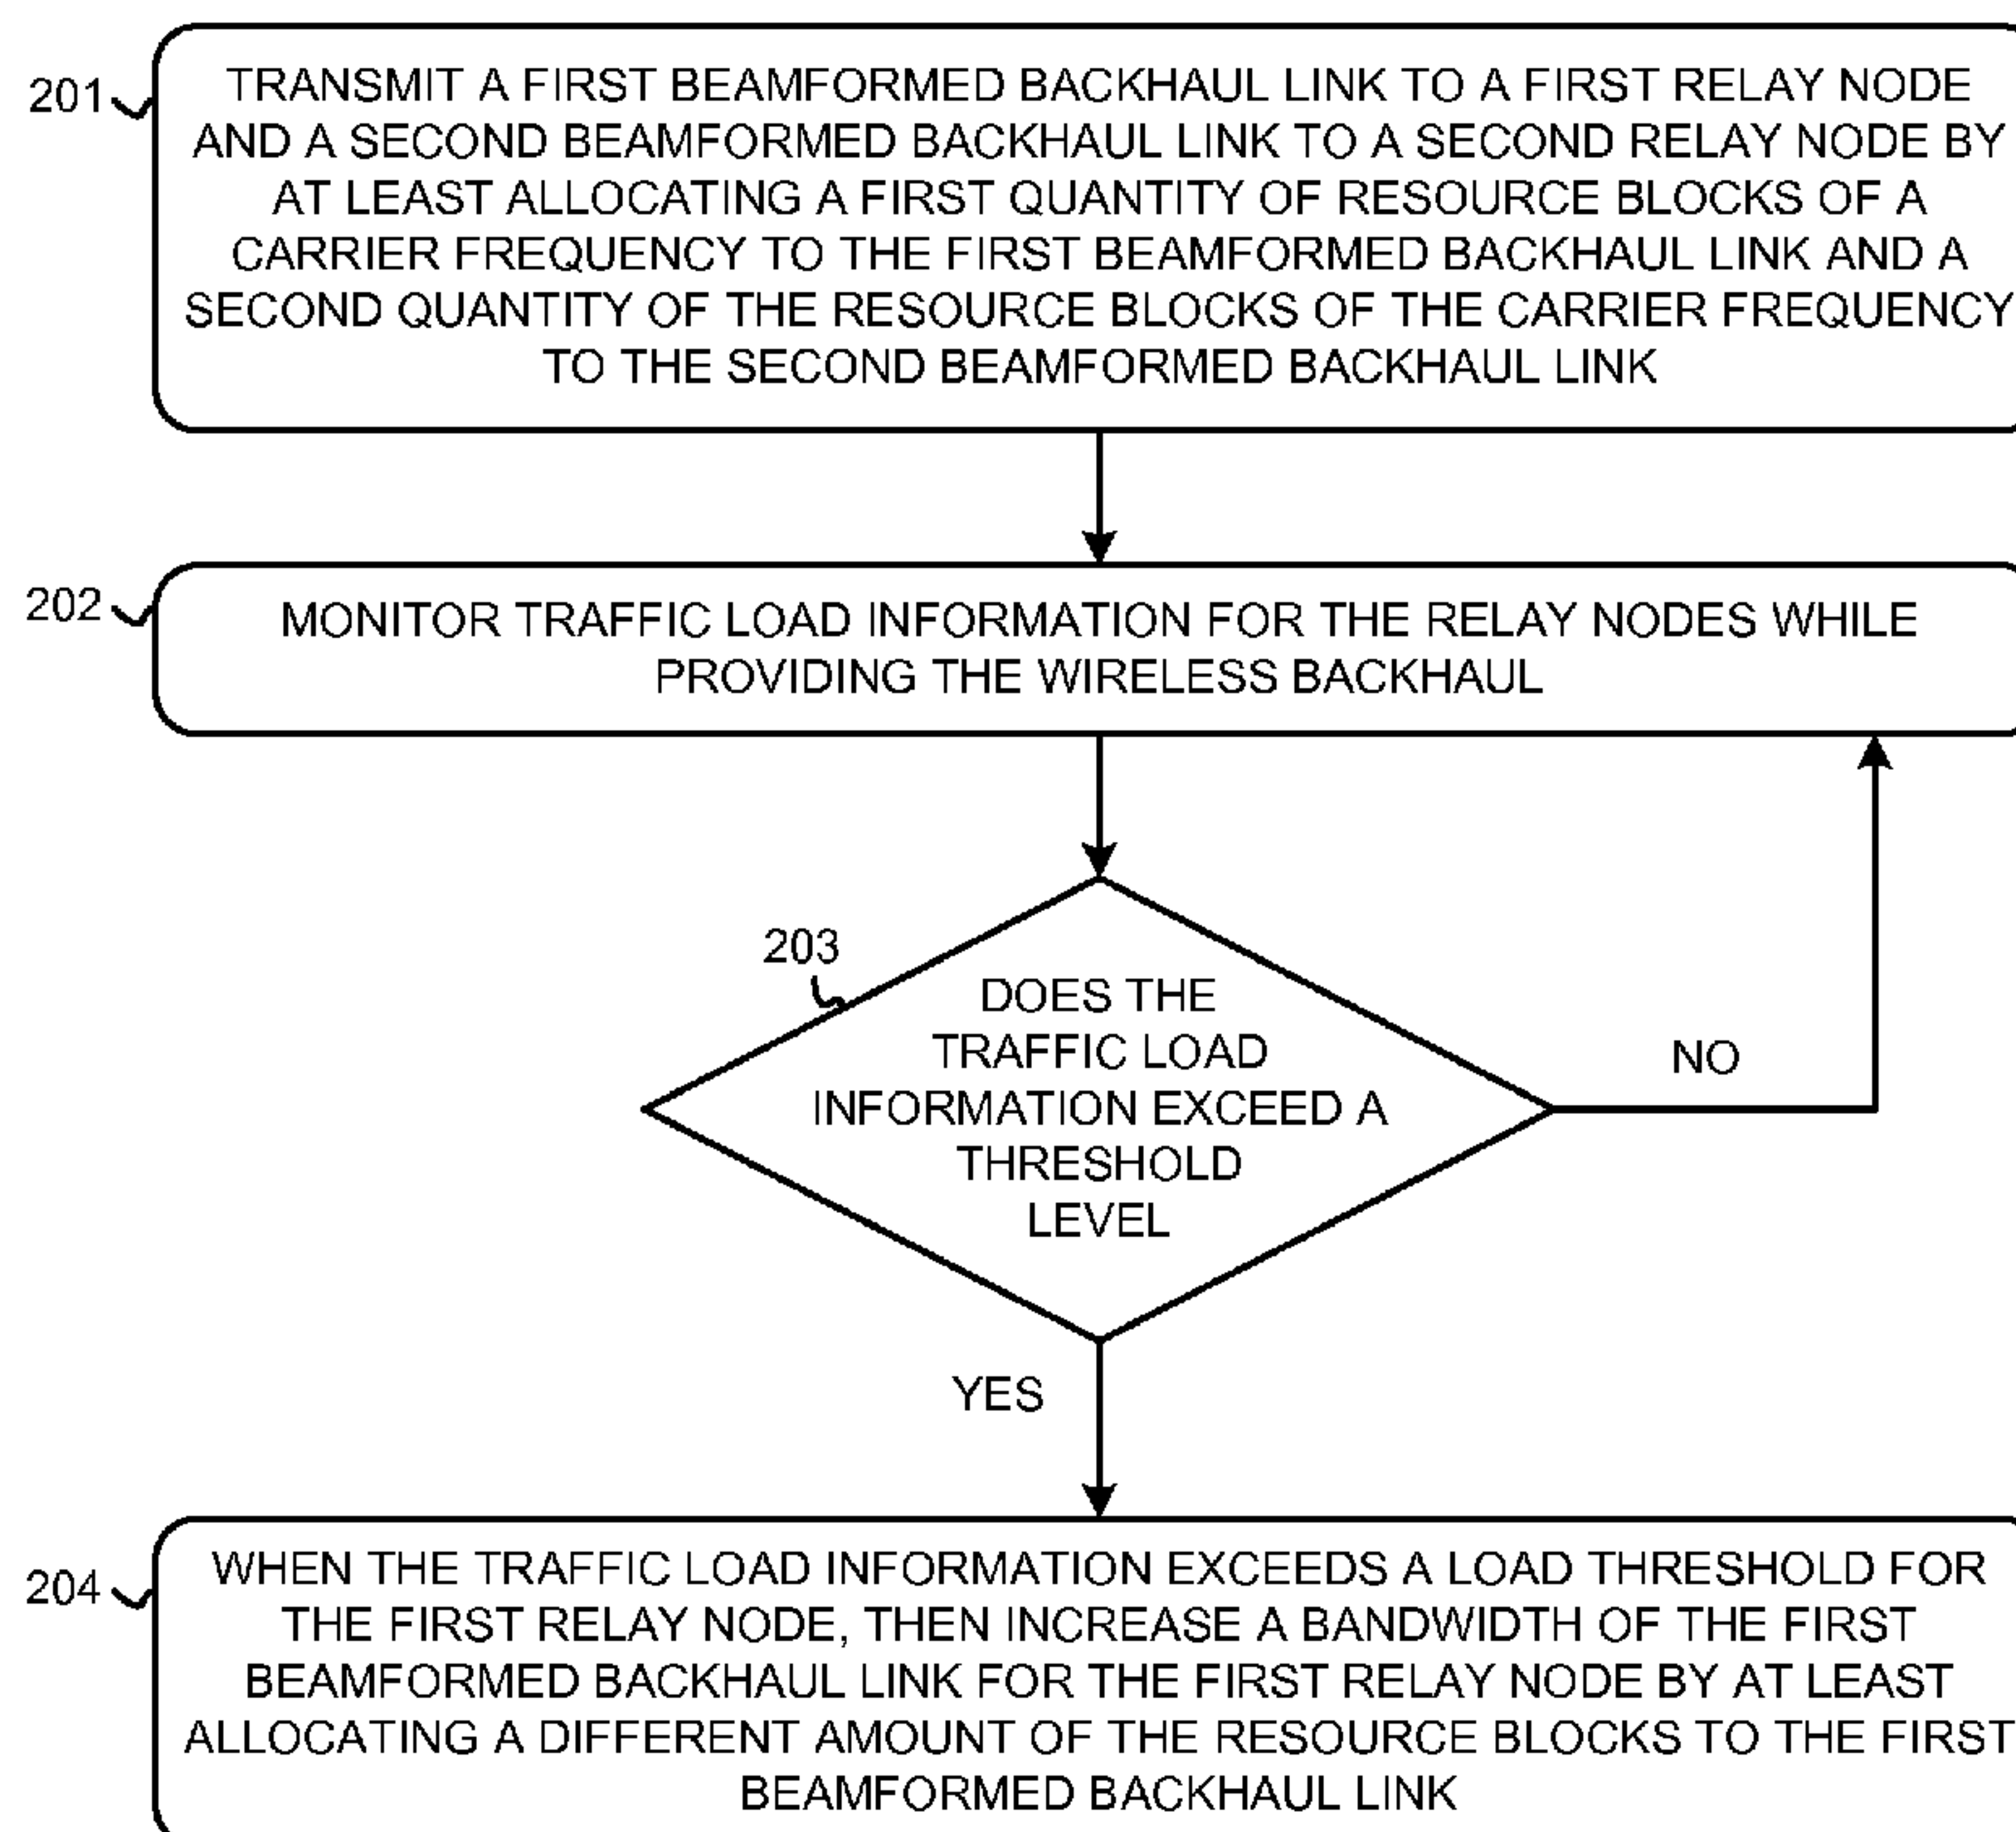 201
TRANSMIT A FIRST BEAMFORMED BACKHAUL LINK TO A FIRST RELAY NODE
AND A SECOND BEAMFORMED BACKHAUL LINK TO A SECOND RELAY NODE BY
AT LEAST ALLOCATING A FIRST QUANTITY OF RESOURCE BLOCKS OF A
CARRIER FREQUENCY TO THE FIRST BEAMFORMED BACKHAUL LINK AND A
SECOND QUANTITY OF THE RESOURCE BLOCKS OF THE CARRIER FREQUENCY
TO THE SECOND BEAMFORMED BACKHAUL LINK
202
MONITOR TRAFFIC LOAD INFORMATION FOR THE RELAY NODES WHILE
PROVIDING THE WIRELESS BACKHAUL
203
DOES THE
TRAFFIC LOAD
INFORMATION EXCEED A
THRESHOLD
LEVEL
NO
YES
204
WHEN THE TRAFFIC LOAD INFORMATION EXCEEDS A LOAD THRESHOLD FOR
THE FIRST RELAY NODE, THEN INCREASE A BANDWIDTH OF THE FIRST
BEAMFORMED BACKHAUL LINK FOR THE FIRST RELAY NODE BY AT LEAST
ALLOCATING A DIFFERENT AMOUNT OF THE RESOURCE BLOCKS TO THE FIRST
BEAMFORMED BACKHAUL LINK